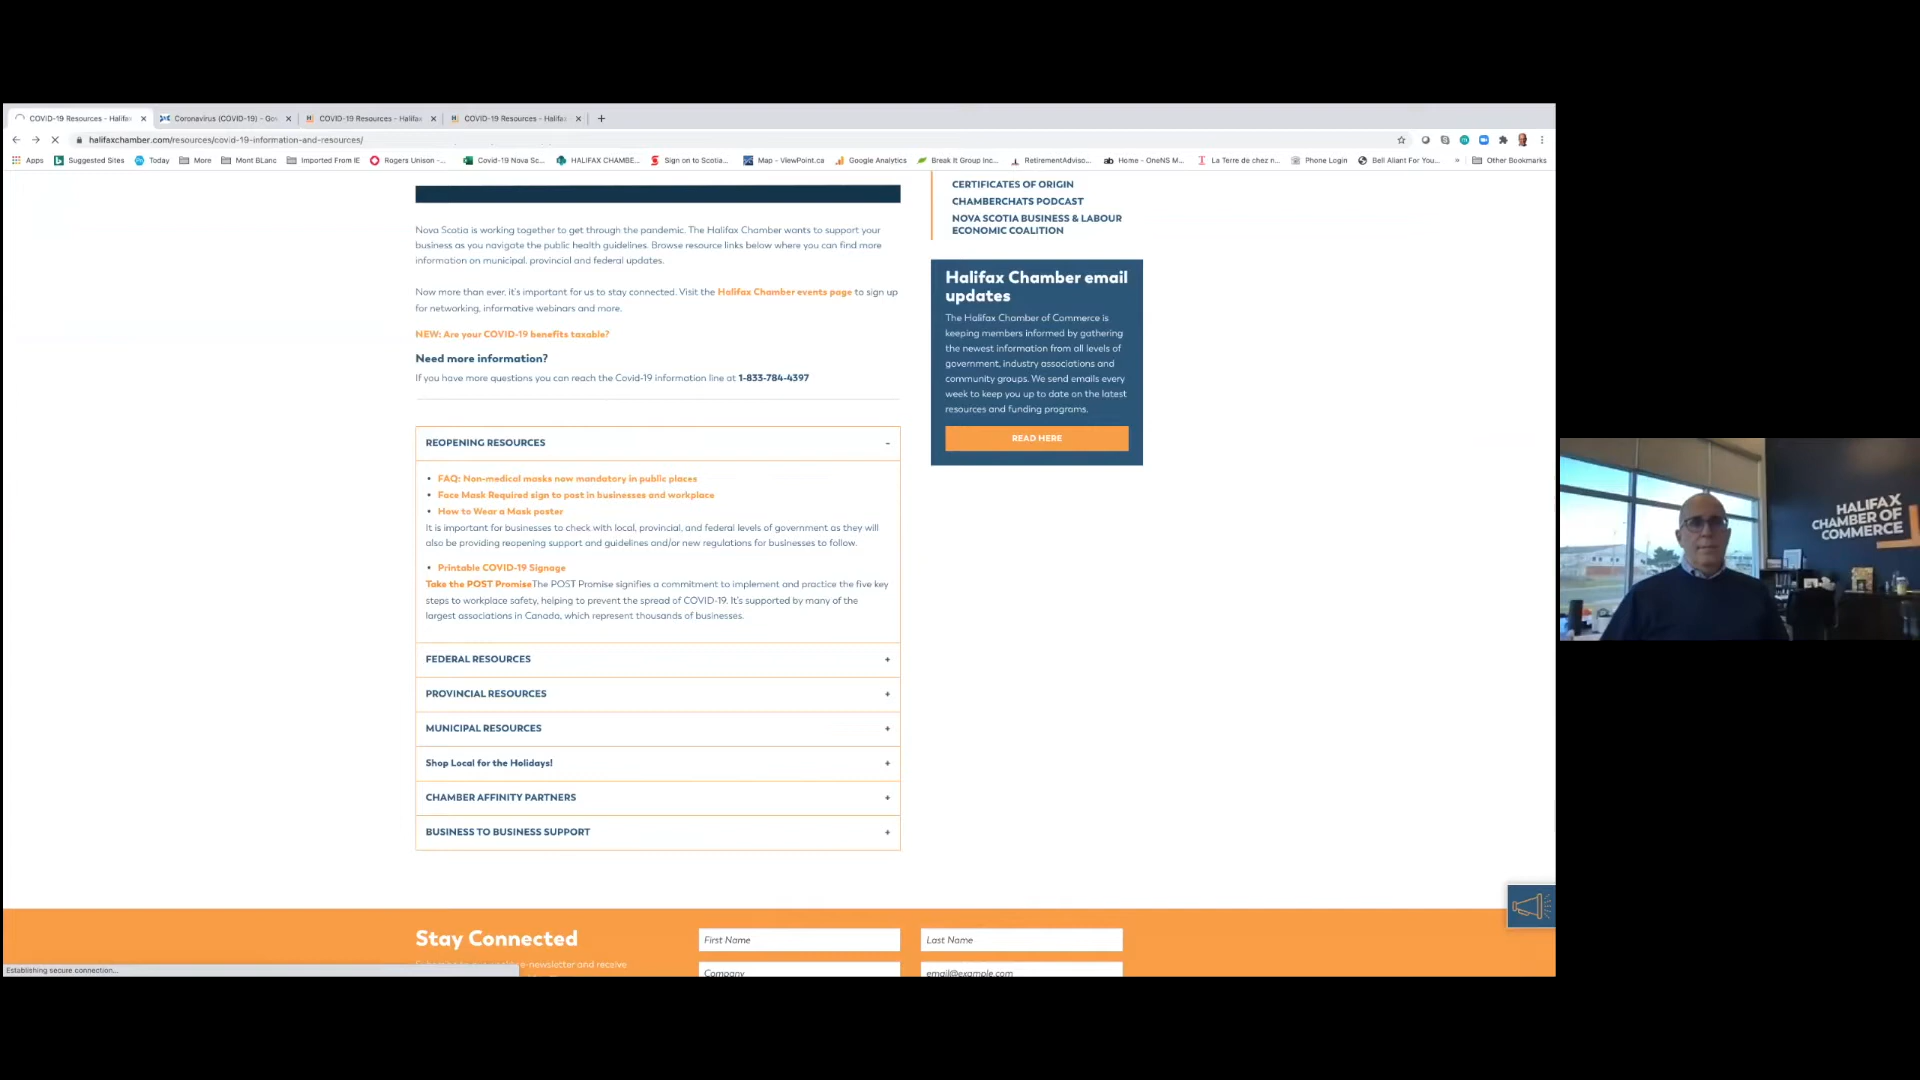 COVID-19 Resources - Halifax
Coronavirus (COVID-19) - Gov
COVID-19 Resources - Halifax
COVID-19 Resources - Halifax
halifaxchamber.com/resources/covid-19-information-and-resources/
Apps
Suggested Sites
Today
More
Mont BLanc
Imported From IE
Rogers Unison -...
Covid-19 Nova Sc...
HALIFAX CHAMBE...
Sign on to Scotia...
Map - ViewPoint.ca
Google Analytics
Break It Group Inc...
RetirementAdviso...
Home - OneNS M...
La Terre de chez n...
Phone Login
Bell Aliant For You...
»
Other Bookmarks
CERTIFICATES OF ORIGIN
CHAMBERCHATS PODCAST
NOVA SCOTIA BUSINESS & LABOUR
ECONOMIC COALITION
Nova Scotia is working together to get through the pandemic. The Halifax Chamber wants to support your
business as you navigate the public health guidelines. Browse resource links below where you can find more
information on municipal, provincial and federal updates.
Now more than ever, it's important for us to stay connected. Visit the Halifax Chamber events page to sign up
for networking, informative webinars and more.
NEW: Are your COVID-19 benefits taxable?
Need more information?
If you have more questions you can reach the Covid-19 information line at 1-833-784-4397
Halifax Chamber email
updates
The Halifax Chamber of Commerce is
keeping members informed by gathering
the newest information from all levels of
government, industry associations and
community groups. We send emails every
week to keep you up to date on the latest
resources and funding programs.
READ HERE
REOPENING RESOURCES -
• FAQ: Non-medical masks now mandatory in public places
• Face Mask Required sign to post in businesses and workplace
• How to Wear a Mask poster
It is important for businesses to check with local, provincial, and federal levels of government as they will
also be providing reopening support and guidelines and/or new regulations for businesses to follow.
• Printable COVID-19 Signage
Take the POST PromiseThe POST Promise signifies a commitment to implement and practice the five key
steps to workplace safety, helping to prevent the spread of COVID-19. It's supported by many of the
largest associations in Canada, which represent thousands of businesses.
FEDERAL RESOURCES +
PROVINCIAL RESOURCES +
MUNICIPAL RESOURCES +
Shop Local for the Holidays! +
CHAMBER AFFINITY PARTNERS +
BUSINESS TO BUSINESS SUPPORT +
Stay Connected
First Name
Last Name
e-newsletter and receive
Company
email@example.com
Establishing secure connection...
HALIFAX
CHAMBER OF
COMMERCE